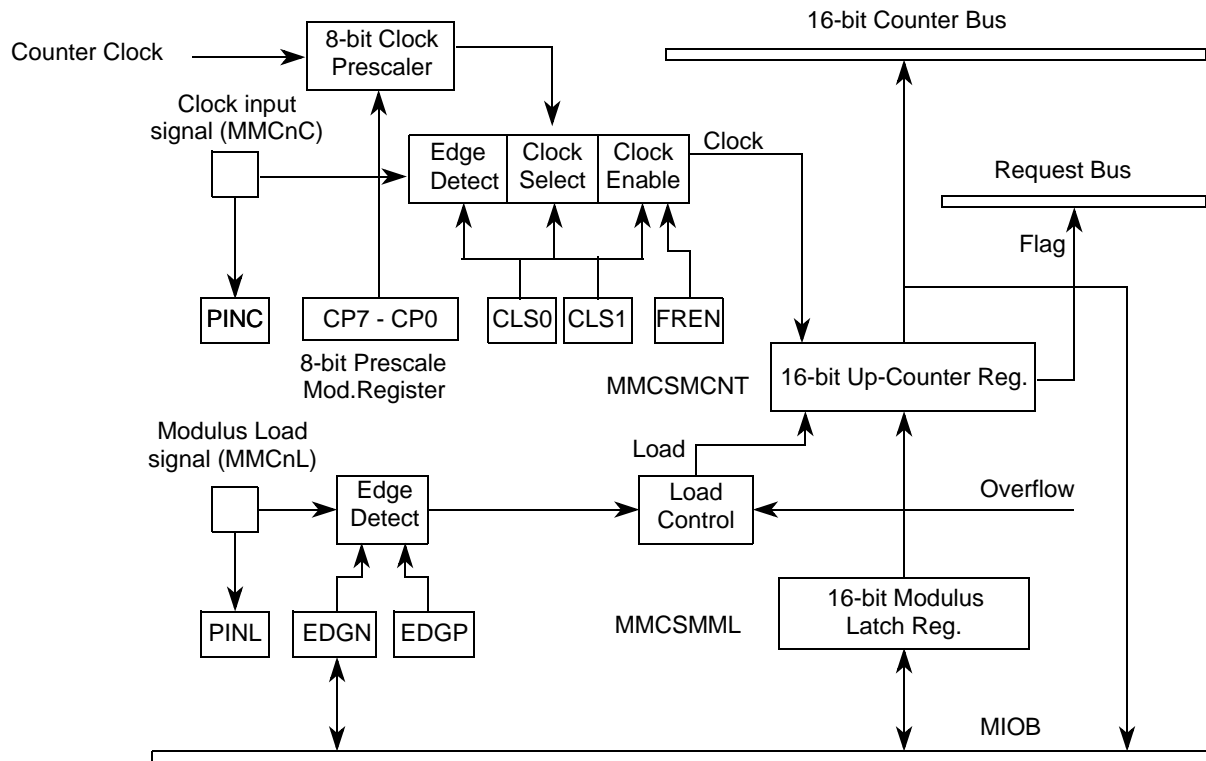 16-bit Counter Bus
Counter Clock
8-bit Clock
Prescaler
Clock input
signal (MMCnC)
Edge
Detect
Clock
Select
Clock
Enable
Clock
Request Bus
Flag
PINC
CP7 - CP0
CLS0
CLS1
FREN
8-bit Prescale
Mod.Register
MMCSMCNT
16-bit Up-Counter Reg.
Modulus Load
signal (MMCnL)
Load
Edge
Detect
Load
Control
Overflow
PINL
EDGN
EDGP
MMCSMML
16-bit Modulus
Latch Reg.
MIOB